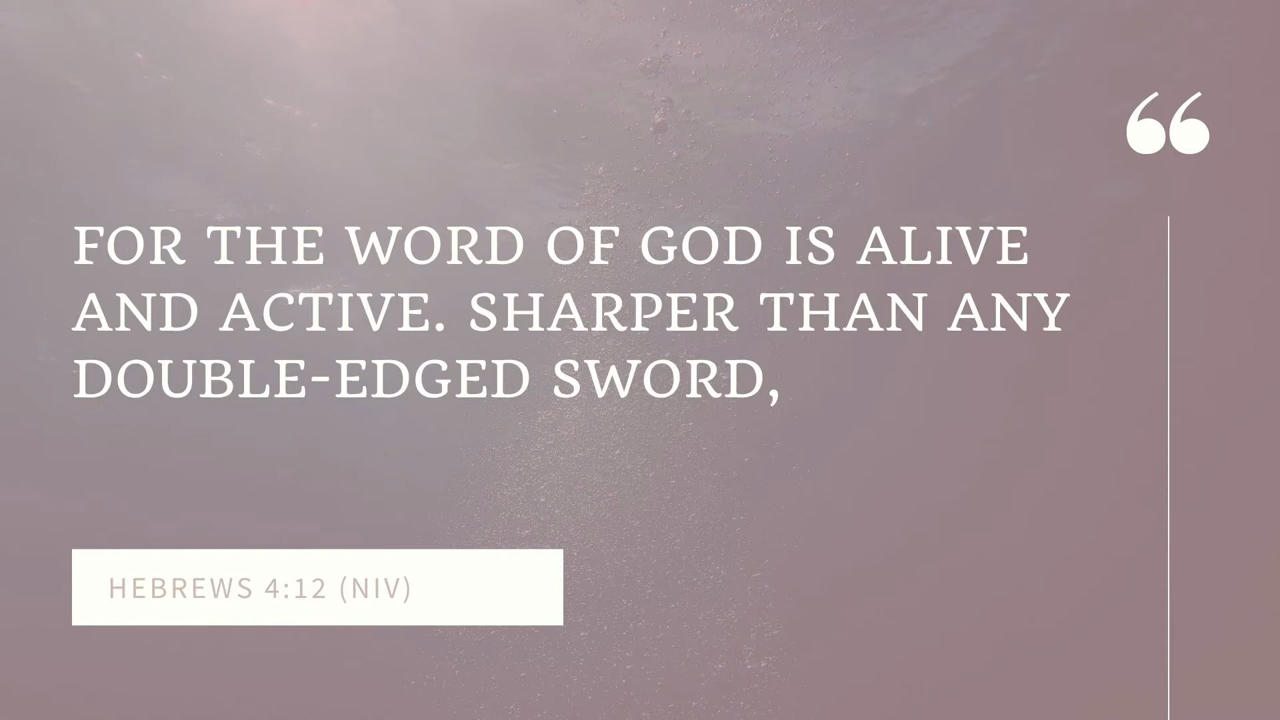 “
FOR THE WORD OF GOD IS ALIVE
AND ACTIVE. SHARPER THAN ANY
DOUBLE-EDGED SWORD,
HEBREWS 4:12 (NIV)